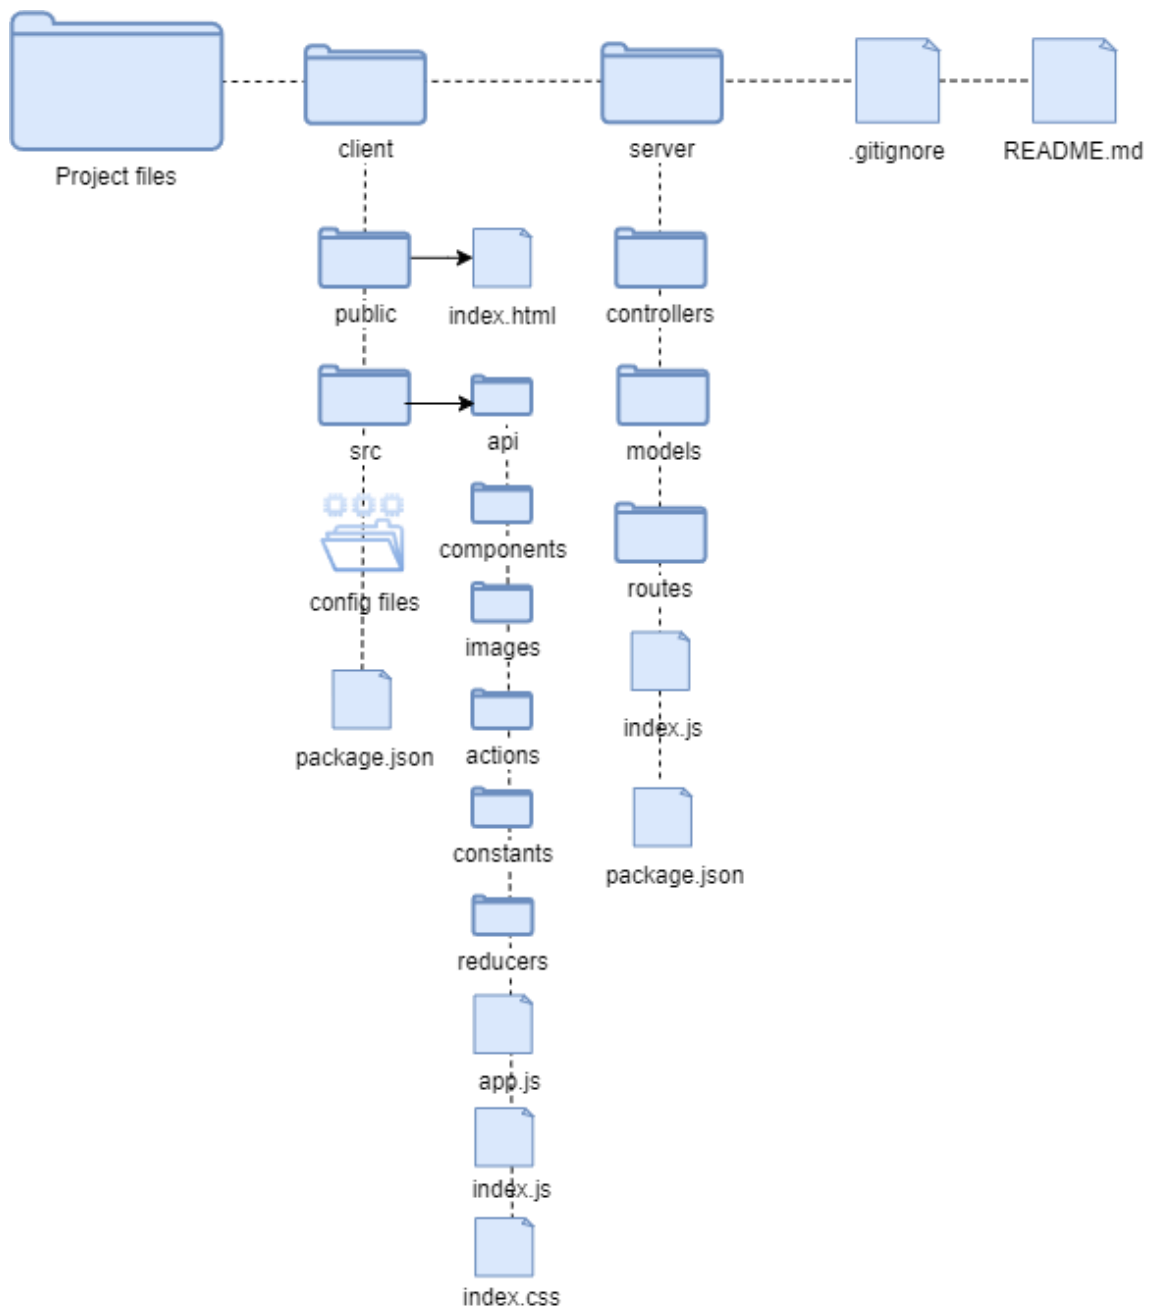 Project files
client
server
.gitignore
README.md
public
index.html
controllers
src
api
models
components
config files
routes
images
package.json
index.js
actions
constants
package.json
reducers
app.js
index.js
index.css